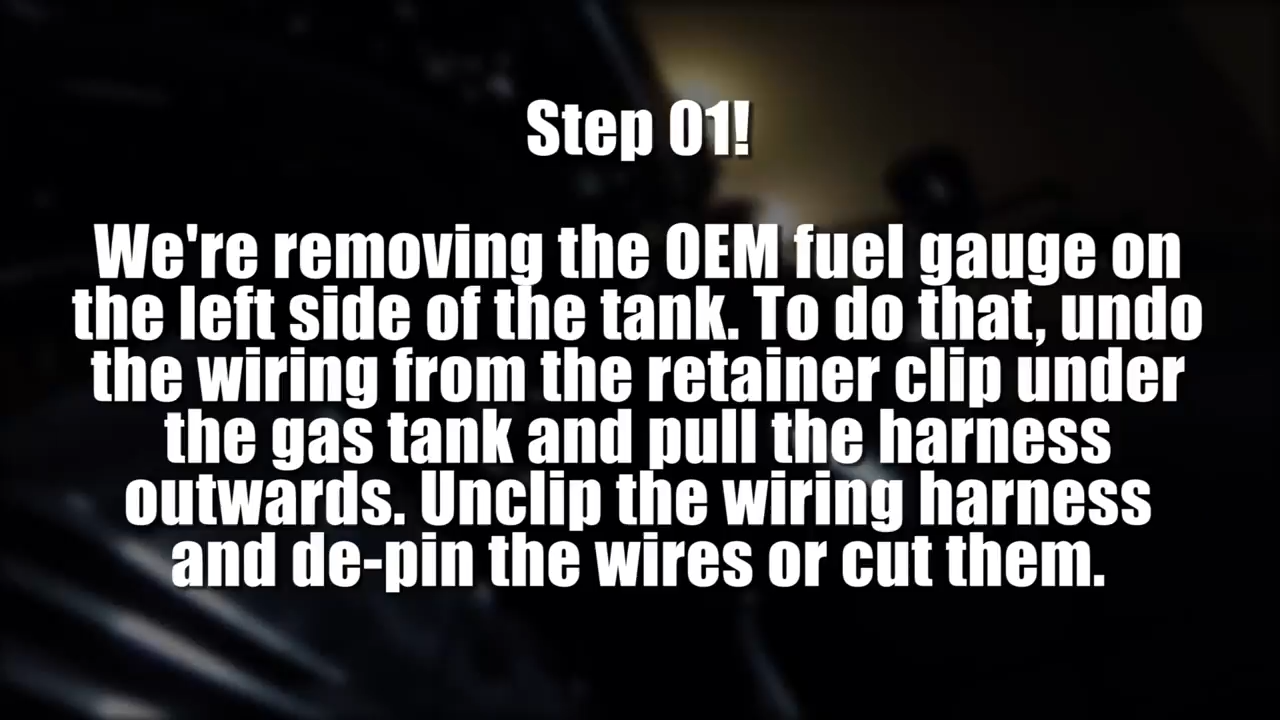 Step 01!
We're removing the OEM fuel gauge on
the left side of the tank. To do that, undo
the wiring from the retainer clip under
the gas tank and pull the harness
outwards. Unclip the wiring harness
and de-pin the wires or cut them.